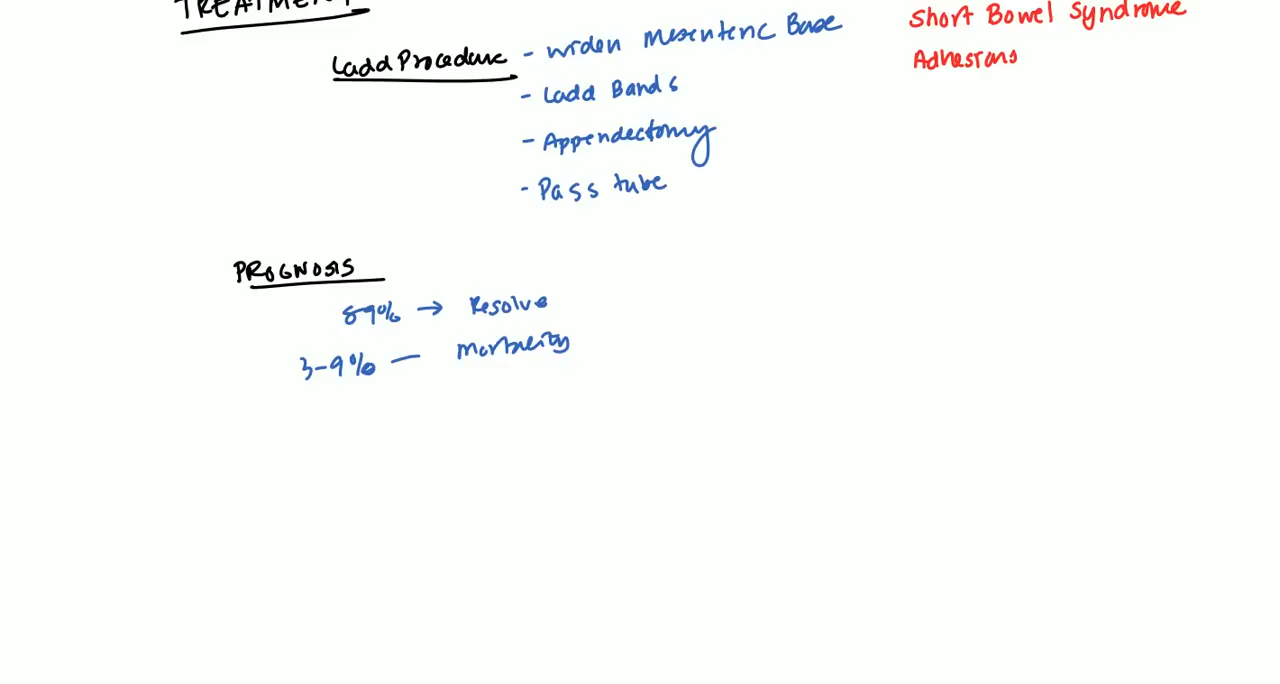 TREATMENT
Ladd Procedure
- widen Mesenteric Base
- Ladd Bands
- Appendectomy
- Pass tube
Short Bowel Syndrome
Adhesions
PROGNOSIS
89% → Resolve
3-9% — Mortality